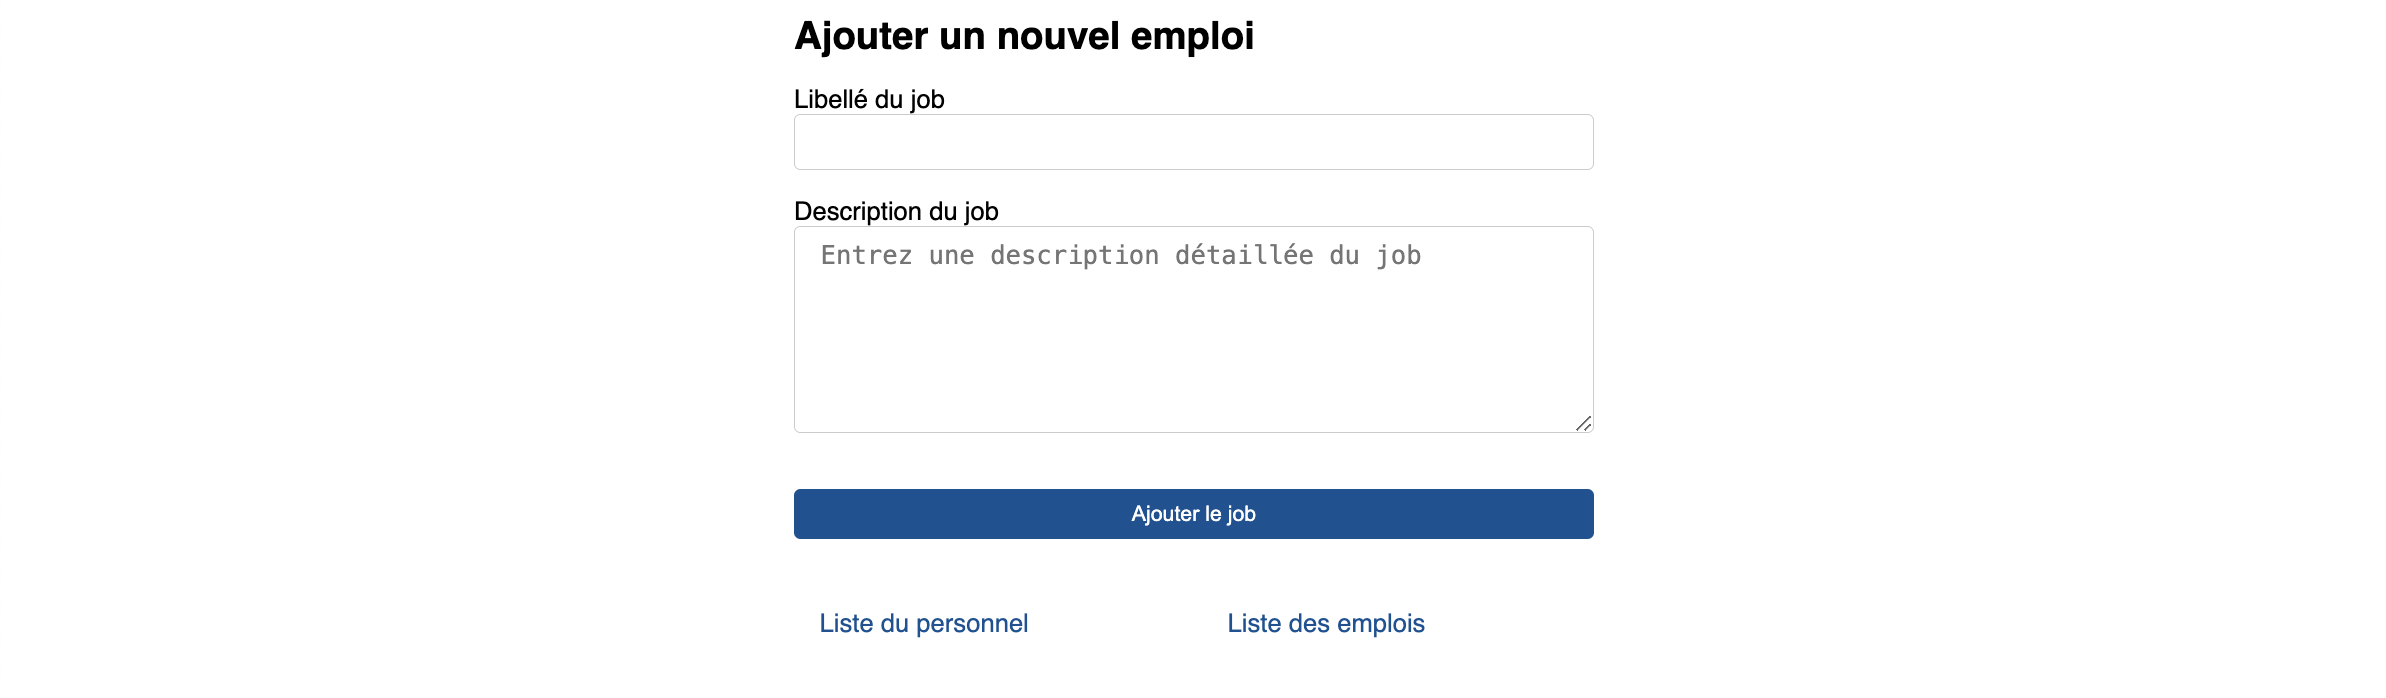 Ajouter un nouvel emploi
Libellé du job
Description du job
Entrez une description détaillée du job
Ajouter le job
Liste du personnel
Liste des emplois